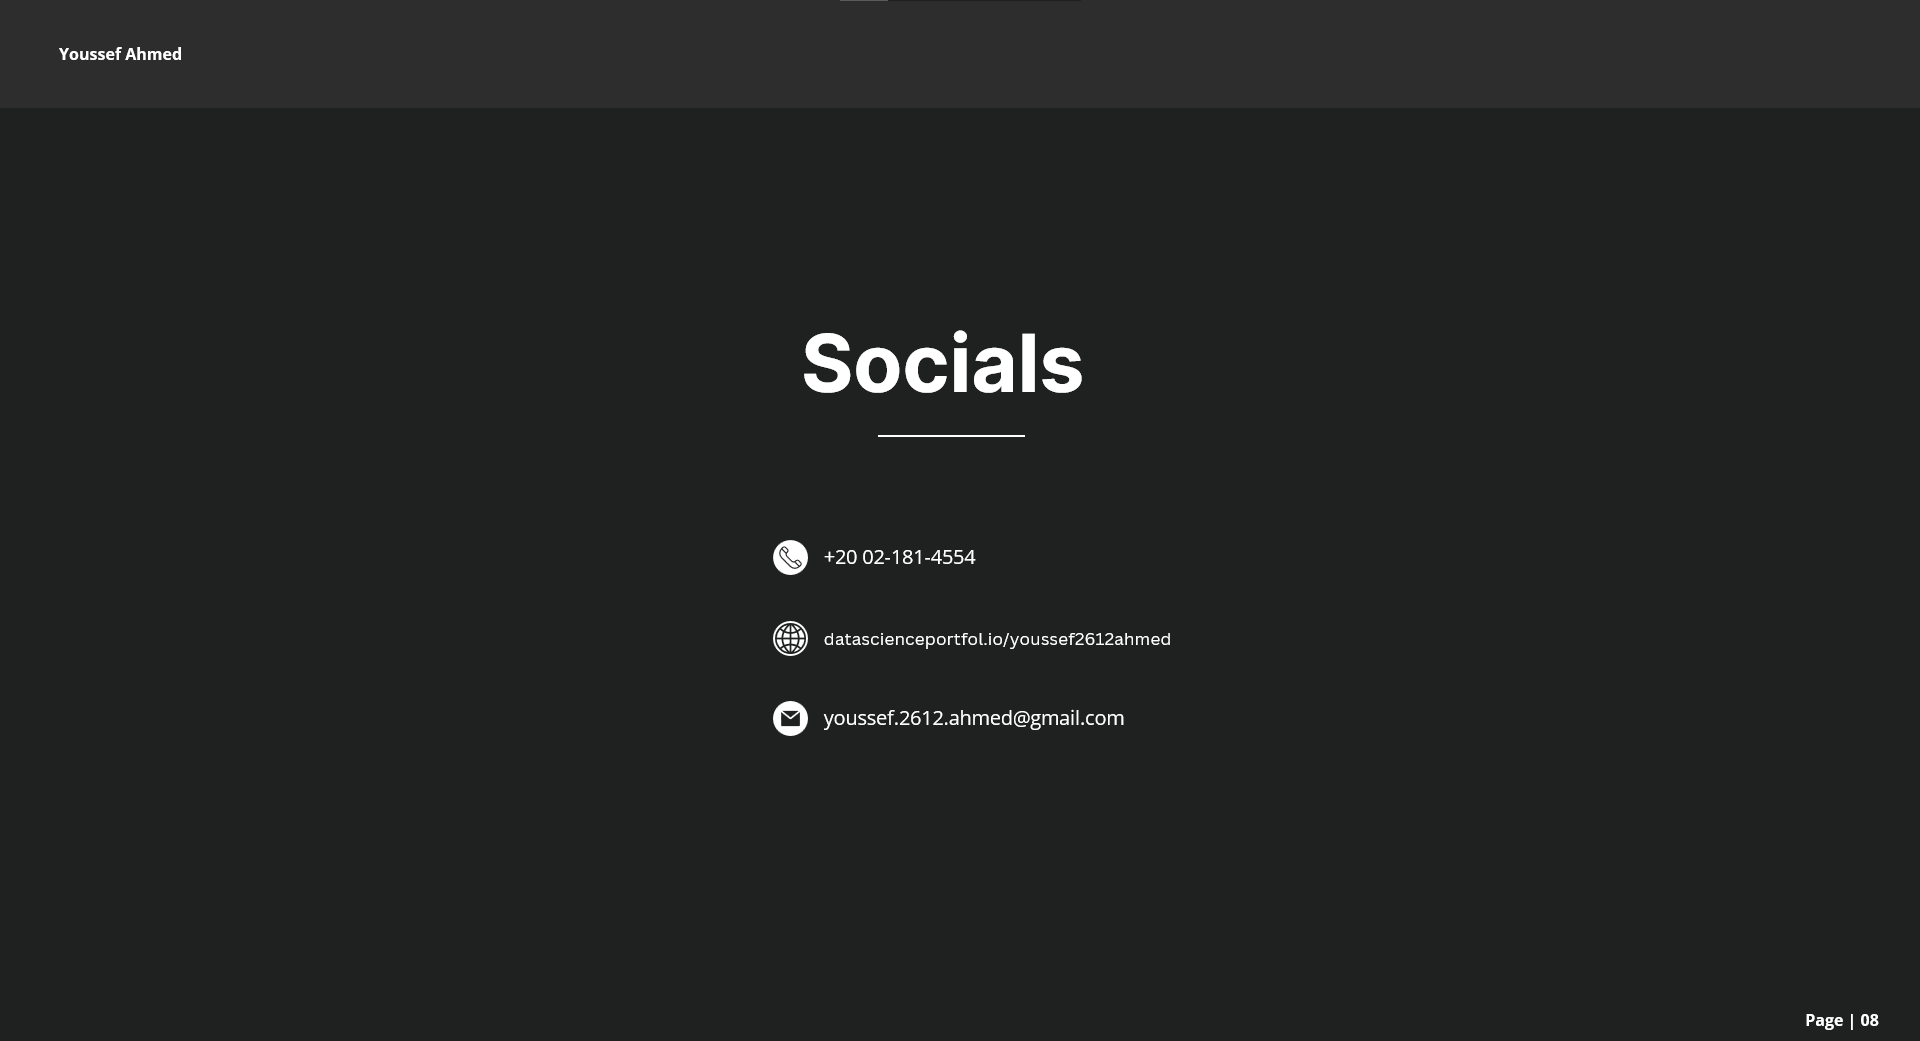 Youssef Ahmed
Socials
+20 02-181-4554
datascienceportfol.io/youssef2612ahmed
youssef.2612.ahmed@gmail.com
Page | 08